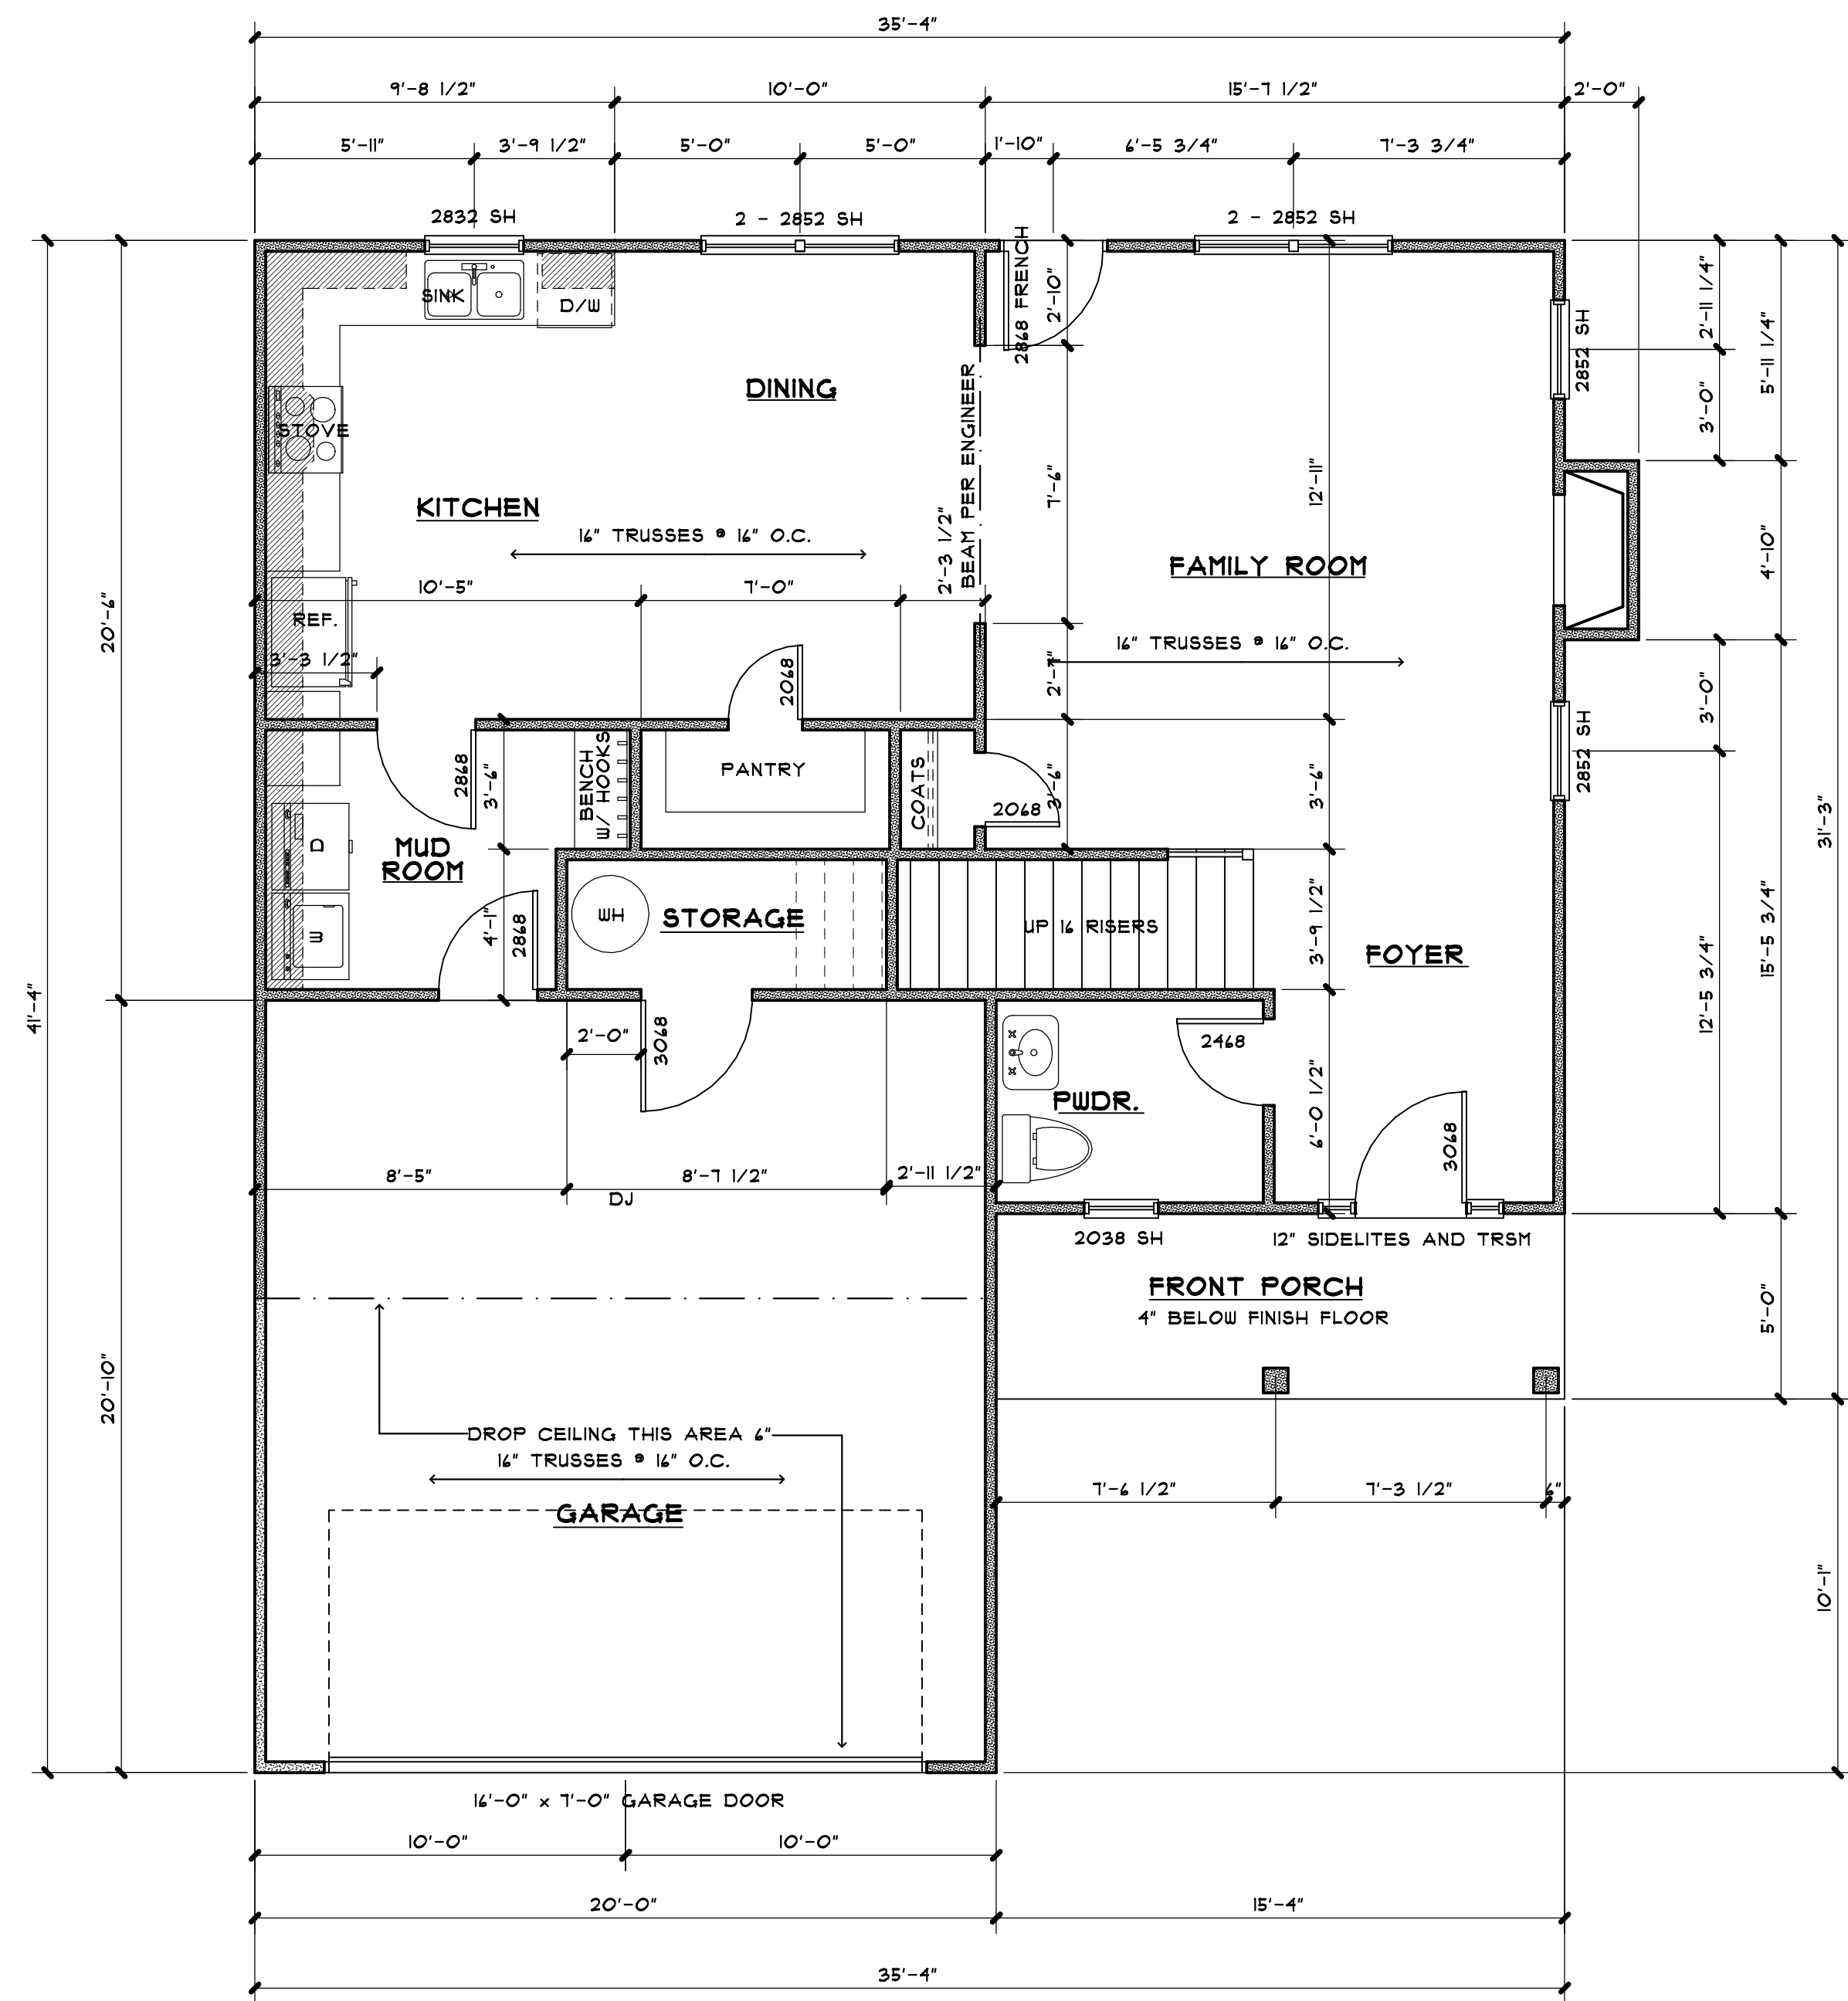 35'-4"
9'-8 1/2"
10'-0"
15'-7 1/2"
2'-0"
5'-11"
3'-9 1/2"
5'-0"
5'-0"
1'-10"
6'-5 3/4"
7'-3 3/4"
2832 SH
2 - 2852 SH
2 - 2852 SH
2868 FRENCH
2'-10"
2852 SH
2'-11 1/4"
5'-11 1/4"
SINK
D/W
DINING
STOVE
3'-0"
BEAM PER ENGINEER
7'-6"
12'-11"
KITCHEN
16" TRUSSES @ 16" O.C.
2'-3 1/2"
FAMILY ROOM
4'-10"
10'-5"
7'-0"
20'-6"
REF.
3'-3 1/2"
2068
2'-7"
16" TRUSSES @ 16" O.C.
3'-0"
2852 SH
2868
3'-6"
BENCH
W/ HOOKS
PANTRY
COATS
2068
3'-6"
3'-6"
31'-3"
D
MUD
ROOM
W
4'-1"
2868
WH
STORAGE
UP 16 RISERS
3'-9 1/2"
FOYER
12'-5 3/4"
15'-5 3/4"
41'-4"
2'-0"
3068
2468
PWDR.
6'-0 1/2"
3068
8'-5"
8'-7 1/2"
2'-11 1/2"
DJ
2038 SH
12" SIDELITES AND TRSM
FRONT PORCH
4" BELOW FINISH FLOOR
5'-0"
20'-10"
DROP CEILING THIS AREA 6"
16" TRUSSES @ 16" O.C.
GARAGE
7'-6 1/2"
7'-3 1/2"
6"
10'-1"
16'-0" x 7'-0" GARAGE DOOR
10'-0"
10'-0"
20'-0"
15'-4"
35'-4"